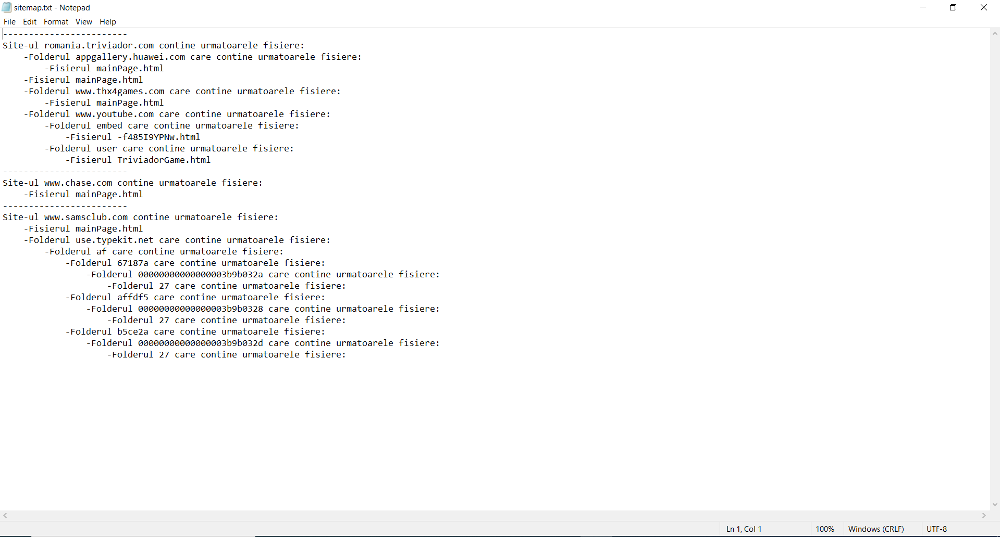 sitemap.txt - Notepad
File Edit Format View Help
------------------------
Site-ul romania.triviador.com contine urmatoarele fisiere:
    -Folderul appgallery.huawei.com care contine urmatoarele fisiere:
        -Fisierul mainPage.html
    -Fisierul mainPage.html
    -Folderul www.thx4games.com care contine urmatoarele fisiere:
        -Fisierul mainPage.html
    -Folderul www.youtube.com care contine urmatoarele fisiere:
        -Folderul embed care contine urmatoarele fisiere:
            -Fisierul -f485I9YPNw.html
        -Folderul user care contine urmatoarele fisiere:
            -Fisierul TriviadorGame.html
------------------------
Site-ul www.chase.com contine urmatoarele fisiere:
    -Fisierul mainPage.html
------------------------
Site-ul www.samsclub.com contine urmatoarele fisiere:
    -Fisierul mainPage.html
    -Folderul use.typekit.net care contine urmatoarele fisiere:
        -Folderul af care contine urmatoarele fisiere:
            -Folderul 67187a care contine urmatoarele fisiere:
                -Folderul 00000000000000003b9b032a care contine urmatoarele fisiere:
                    -Folderul 27 care contine urmatoarele fisiere:
            -Folderul affdf5 care contine urmatoarele fisiere:
                -Folderul 00000000000000003b9b0328 care contine urmatoarele fisiere:
                    -Folderul 27 care contine urmatoarele fisiere:
            -Folderul b5ce2a care contine urmatoarele fisiere:
                -Folderul 00000000000000003b9b032d care contine urmatoarele fisiere:
                    -Folderul 27 care contine urmatoarele fisiere:
Ln 1, Col 1 100% Windows (CRLF) UTF-8